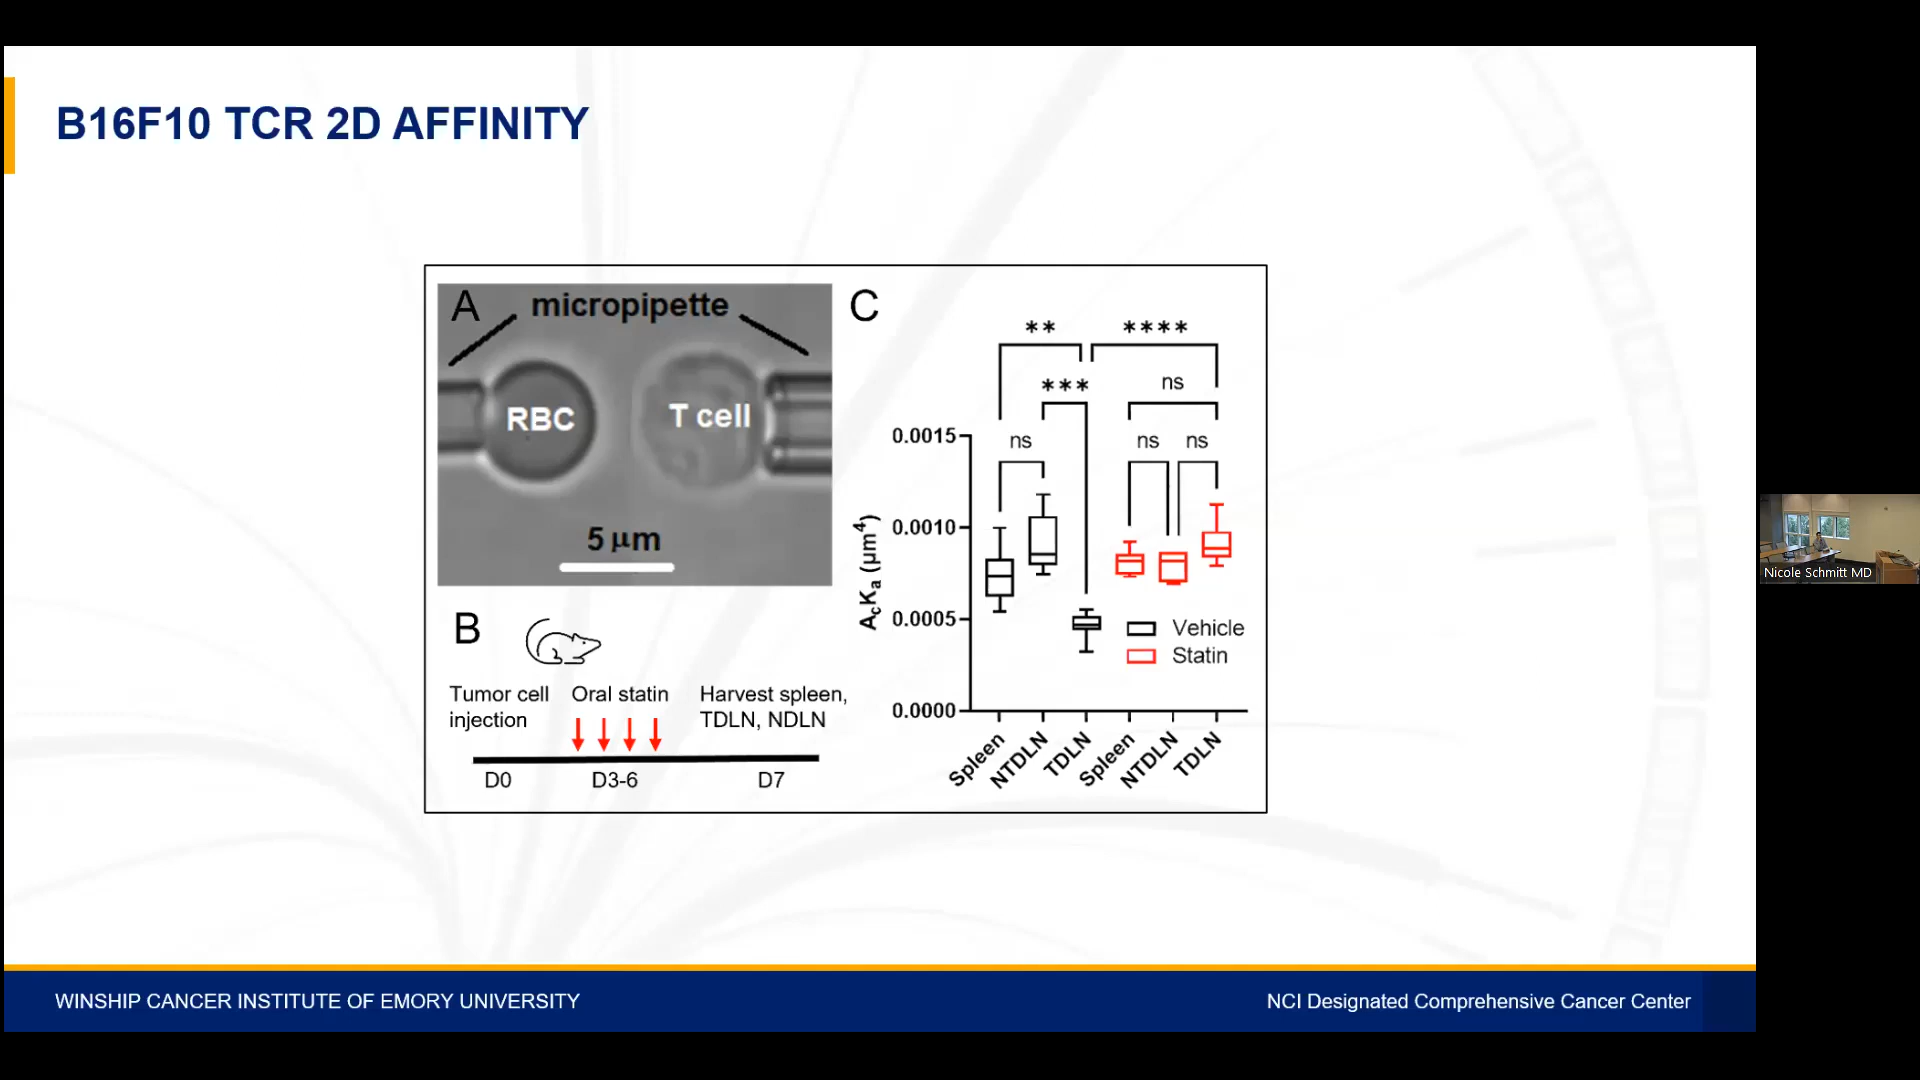 B16F10 TCR 2D AFFINITY
A
micropipette
RBC
T cell
5 μm
B
Tumor cell
injection
Oral statin
Harvest spleen,
TDLN, NDLN
D0
D3-6
D7
C
**
****
***
ns
ns
ns
ns
0.0015
0.0010
0.0005
0.0000
AcKa (μm4)
Vehicle
Statin
Spleen
NTDLN
TDLN
Spleen
NTDLN
TDLN
Nicole Schmitt MD
WINSHIP CANCER INSTITUTE OF EMORY UNIVERSITY
NCI Designated Comprehensive Cancer Center